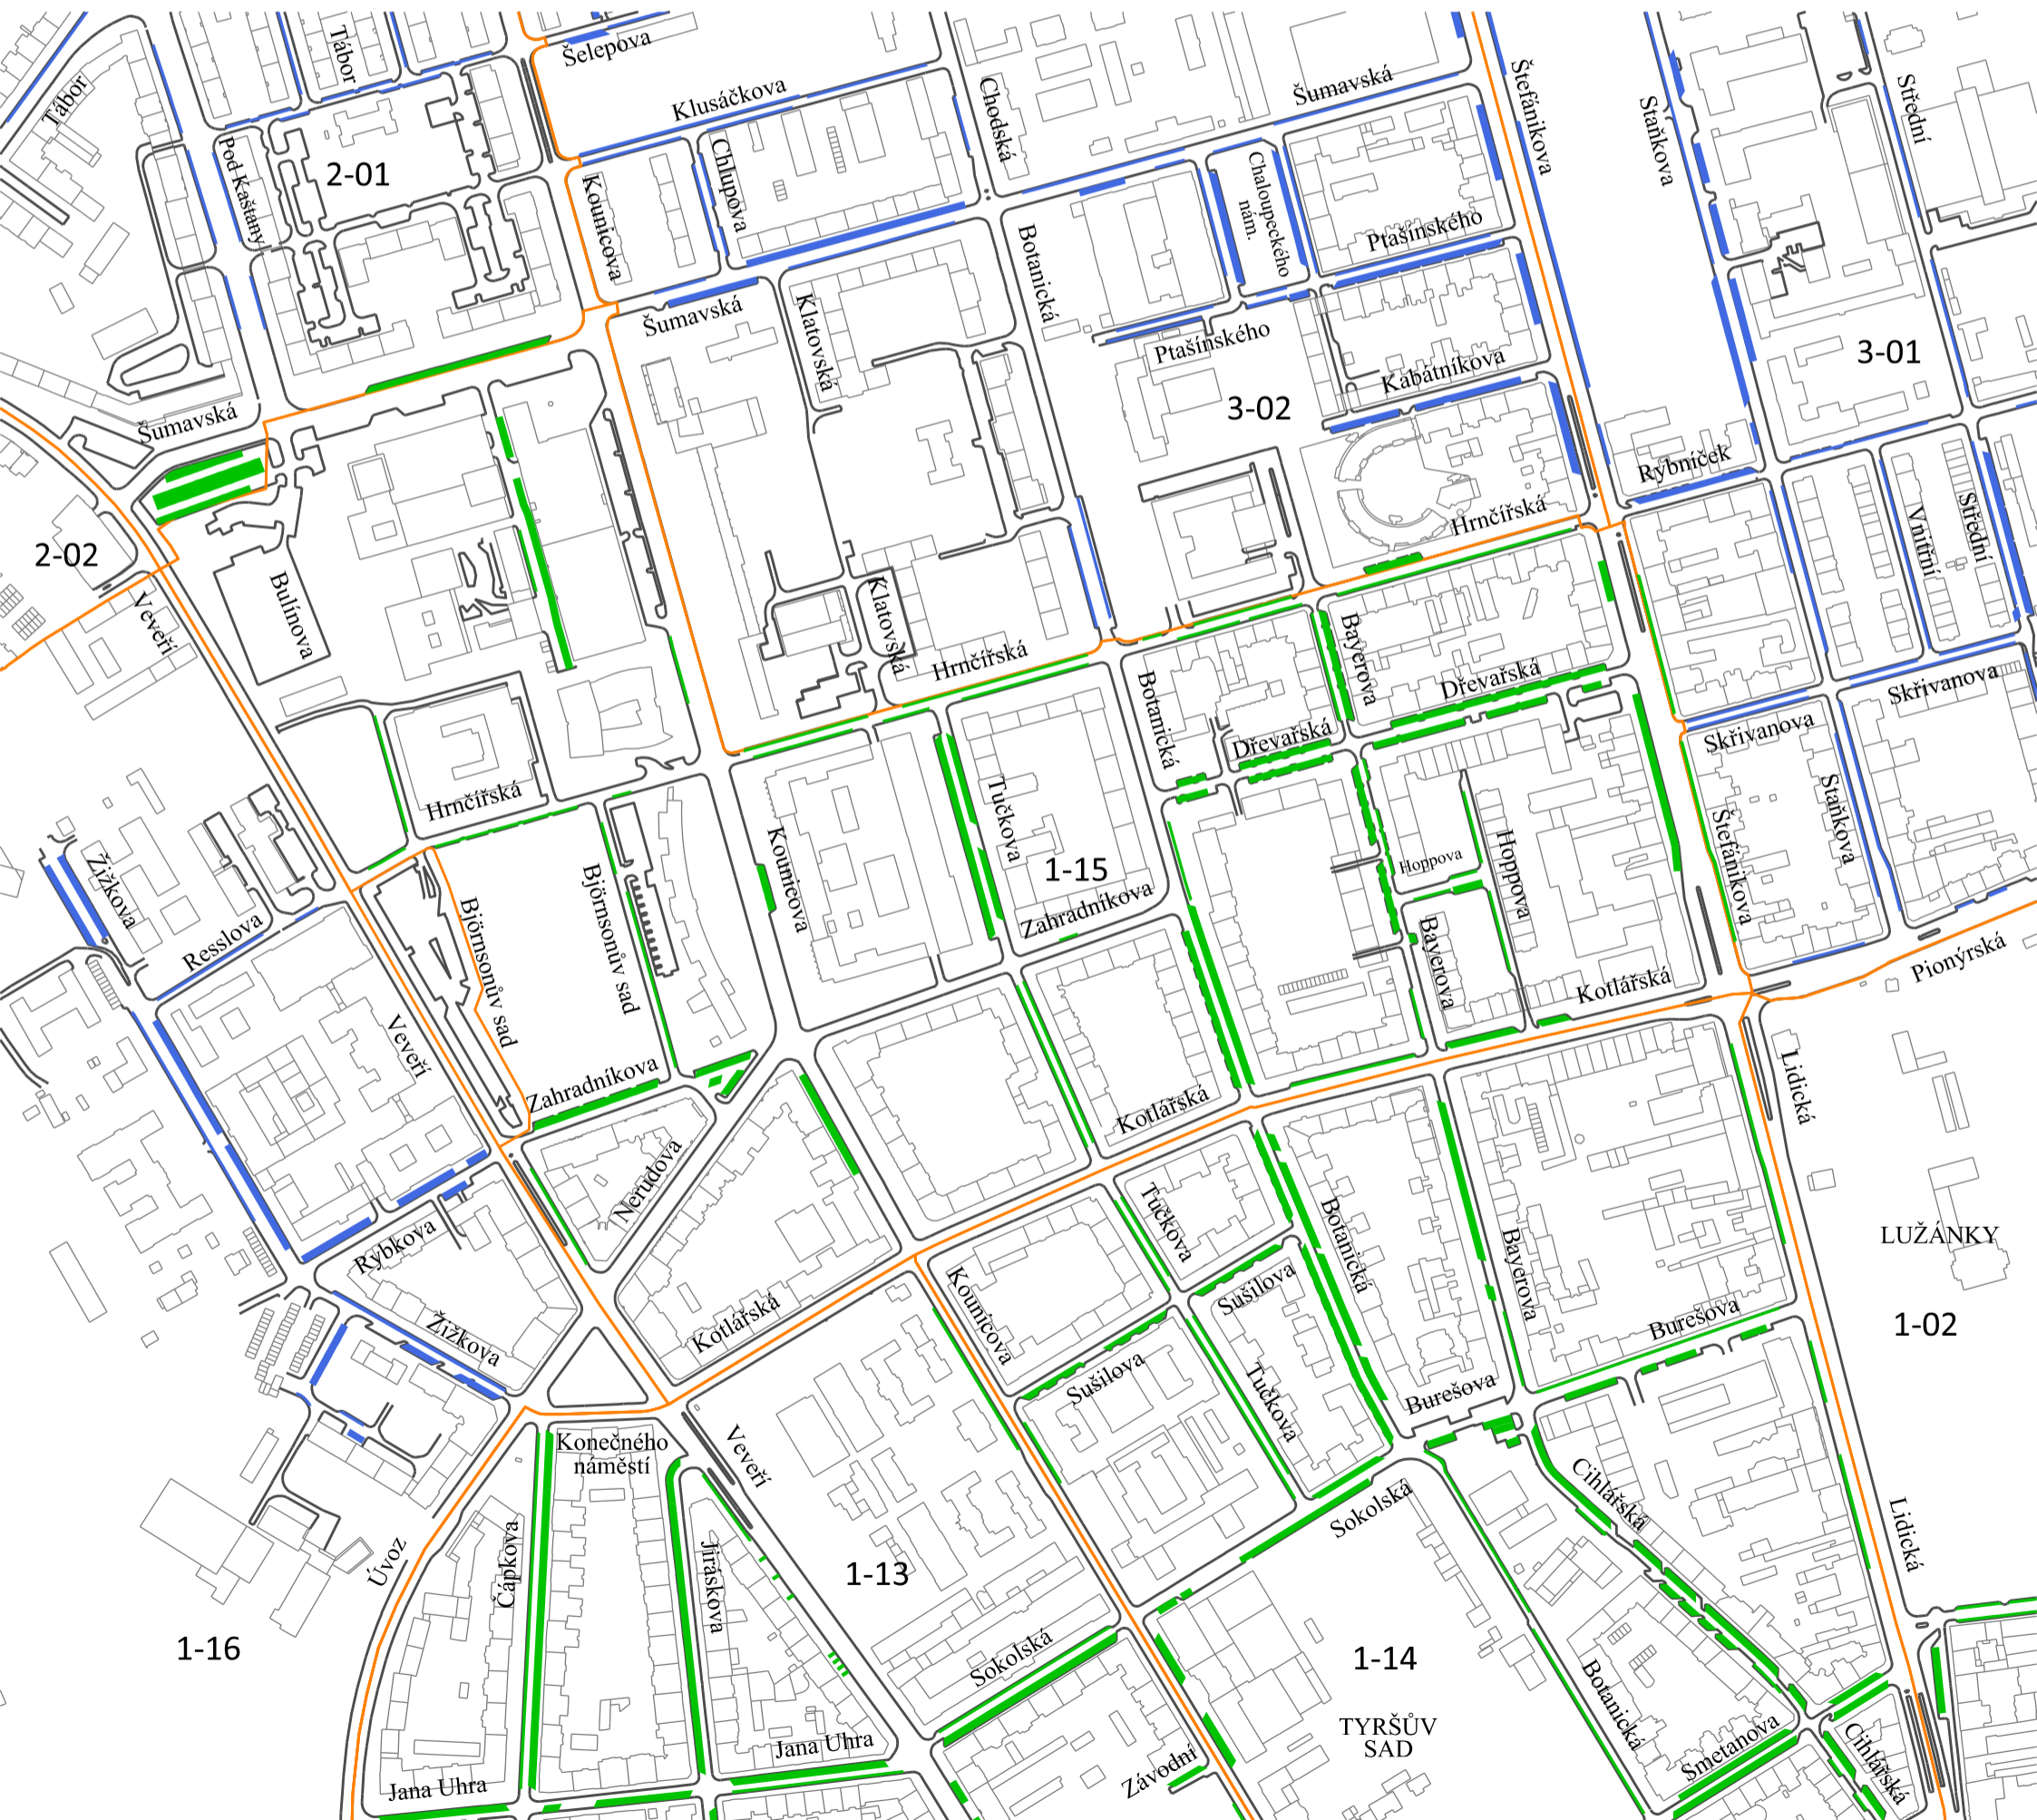 Tábor
Šelepova
Tábor
Klusáčkova
Chodská
Šumavská
Štefánikova
Staňkova
Střední
Pod Kaštany
2-01
Kounicova
Chlupova
Chaloupeckého
nám.
Ptašínského
Botanická
Šumavská
Klatovská
Ptašínského
3-01
Kabátníkova
3-02
Šumavská
Rybníček
Hrnčířská
Vnitřní
Střední
2-02
Veveří
Bulínova
Klatovská
Hrnčířská
Botanická
Bayerova
Dřevařská
Skřivanova
Dřevařská
Skřivanova
Hrnčířská
Tučkova
Kounicova
Staňkova
Štefánikova
Hoppova
Hoppova
1-15
Zahradníkova
Žižkova
Resslova
Björnsonův sad
Björnsonův sad
Bayerova
Kotlářská
Pionýrská
Veveří
Zahradníkova
Kotlářská
Lidická
Nerudova
Tučkova
Botanická
Bayerova
LUŽÁNKY
Rybkova
Žižkova
Kotlářská
Kounicova
Sušilova
Burešova
1-02
Sušilova
Tučkova
Burešova
Konečného
náměstí
Veveří
Sokolská
Cihlářská
Lidická
Úvoz
Čápkova
Jiráskova
1-13
1-16
Sokolská
1-14
Botanická
TYRŠŮV
SAD
Smetanova
Cihlářská
Jana Uhra
Jana Uhra
Závodní